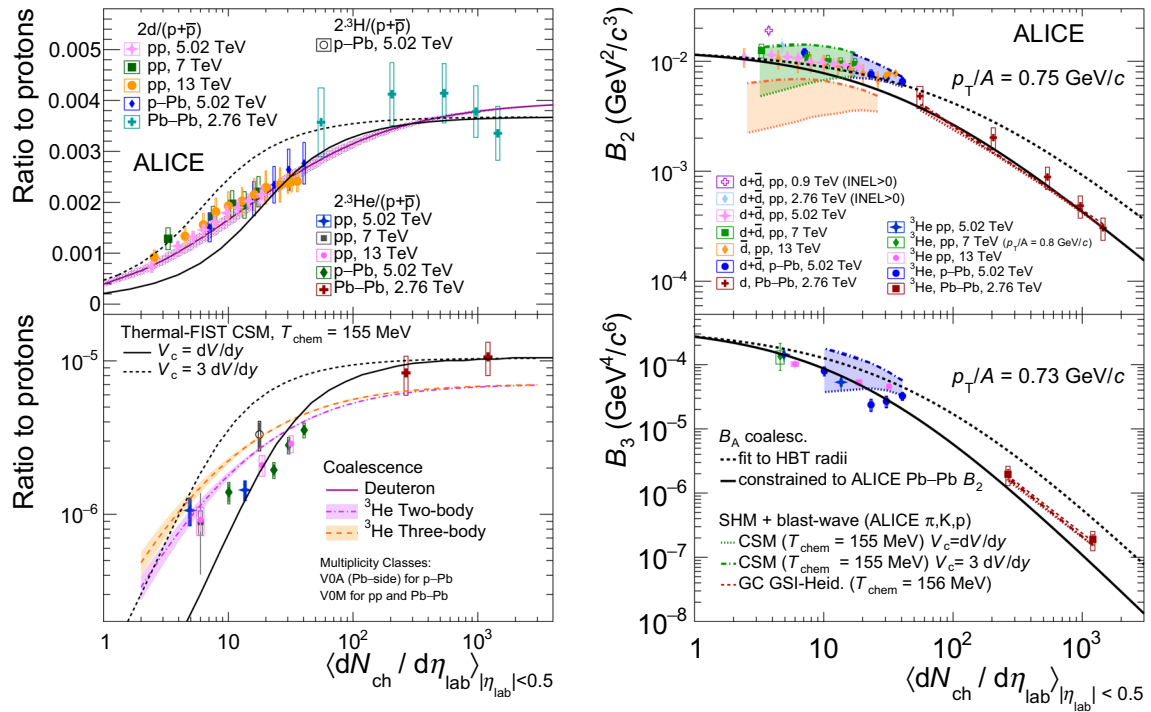 2d/(p+p̅)
pp, 5.02 TeV
pp, 7 TeV
pp, 13 TeV
p–Pb, 5.02 TeV
Pb–Pb, 2.76 TeV
2·³H/(p+p̅)
p–Pb, 5.02 TeV
ALICE
2·³He/(p+p̅)
pp, 5.02 TeV
pp, 7 TeV
pp, 13 TeV
p–Pb, 5.02 TeV
Pb–Pb, 2.76 TeV
Ratio to protons
0.005
0.004
0.003
0.002
0.001
0
Thermal-FIST CSM, T_chem = 155 MeV
V_c = dV/dy
V_c = 3 dV/dy
Coalescence
Deuteron
³He Two-body
³He Three-body
Multiplicity Classes:
V0A (Pb–side) for p–Pb
V0M for pp and Pb–Pb
Ratio to protons
10⁻⁵
10⁻⁶
1 10 10² 10³
⟨dN_ch / dη_lab⟩_|η_lab|<0.5
ALICE
p_T/A = 0.75 GeV/c
d+d̅, pp, 0.9 TeV (INEL>0)
d+d̅, pp, 2.76 TeV (INEL>0)
d+d̅, pp, 5.02 TeV
d+d̅, pp, 7 TeV
d̅, pp, 13 TeV
d+d̅, p–Pb, 5.02 TeV
d, Pb–Pb, 2.76 TeV
³He pp, 5.02 TeV
³He, pp, 7 TeV (p_T/A = 0.8 GeV/c)
³He pp, 13 TeV
³He, p–Pb, 5.02 TeV
³He, Pb–Pb, 2.76 TeV
B₂ (GeV²/c³)
10⁻¹
10⁻²
10⁻³
10⁻⁴
p_T/A = 0.73 GeV/c
B_A coalesc.
fit to HBT radii
constrained to ALICE Pb–Pb B₂
SHM + blast-wave (ALICE π,K,p)
CSM (T_chem = 155 MeV) V_c=dV/dy
CSM (T_chem = 155 MeV) V_c= 3 dV/dy
GC GSI-Heid. (T_chem = 156 MeV)
B₃ (GeV⁴/c⁶)
10⁻⁴
10⁻⁵
10⁻⁶
10⁻⁷
10⁻⁸
1 10 10² 10³
⟨dN_ch / dη_lab⟩_|η_lab| < 0.5